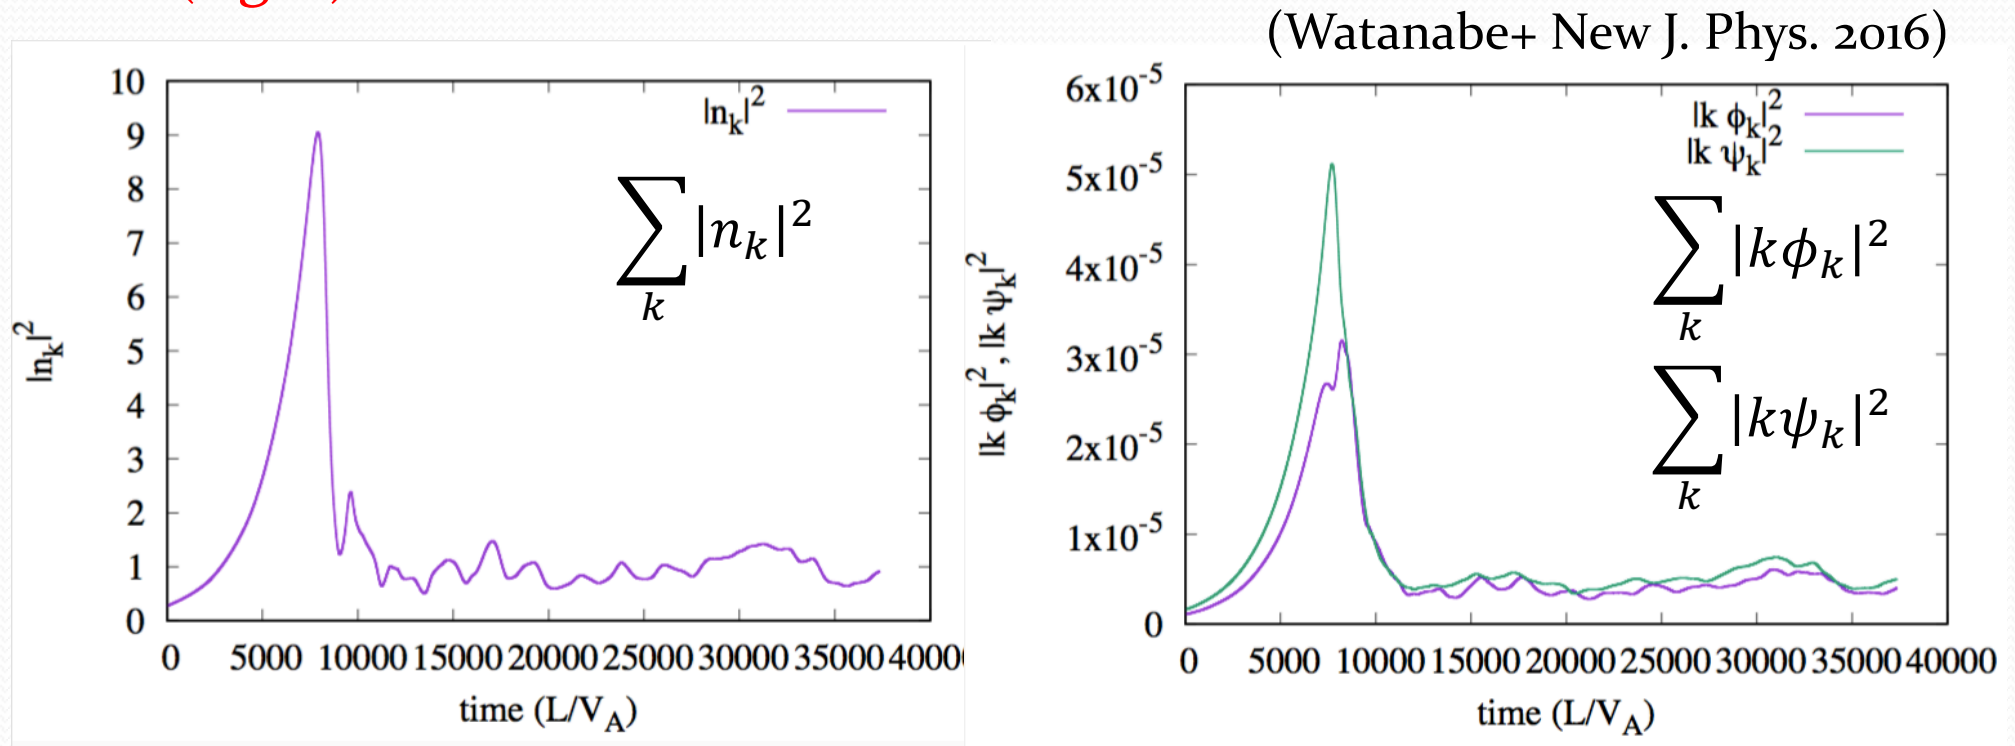 (Watanabe+ New J. Phys. 2016)
10
9
8
7
6
5
4
3
2
1
0
|n_k|^2
|n_k|^2
∑_k |n_k|^2
0 5000 10000 15000 20000 25000 30000 35000 4000
time (L/V_A)
6x10^-5
5x10^-5
4x10^-5
3x10^-5
2x10^-5
1x10^-5
0
|k ϕ_k|^2 , |k ψ_k|^2
|k ϕ_k|^2
|k ψ_k|^2
∑_k |kϕ_k|^2
∑_k |kψ_k|^2
0 5000 10000 15000 20000 25000 30000 35000 40000
time (L/V_A)